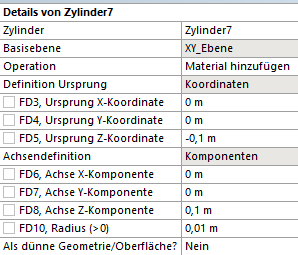 Details von Zylinder7
Zylinder Zylinder7
Basisebene XY_Ebene
Operation Material hinzufügen
Definition Ursprung Koordinaten
FD3, Ursprung X-Koordinate 0 m
FD4, Ursprung Y-Koordinate 0 m
FD5, Ursprung Z-Koordinate -0,1 m
Achsendefinition Komponenten
FD6, Achse X-Komponente 0 m
FD7, Achse Y-Komponente 0 m
FD8, Achse Z-Komponente 0,1 m
FD10, Radius (>0) 0,01 m
Als dünne Geometrie/Oberfläche? Nein